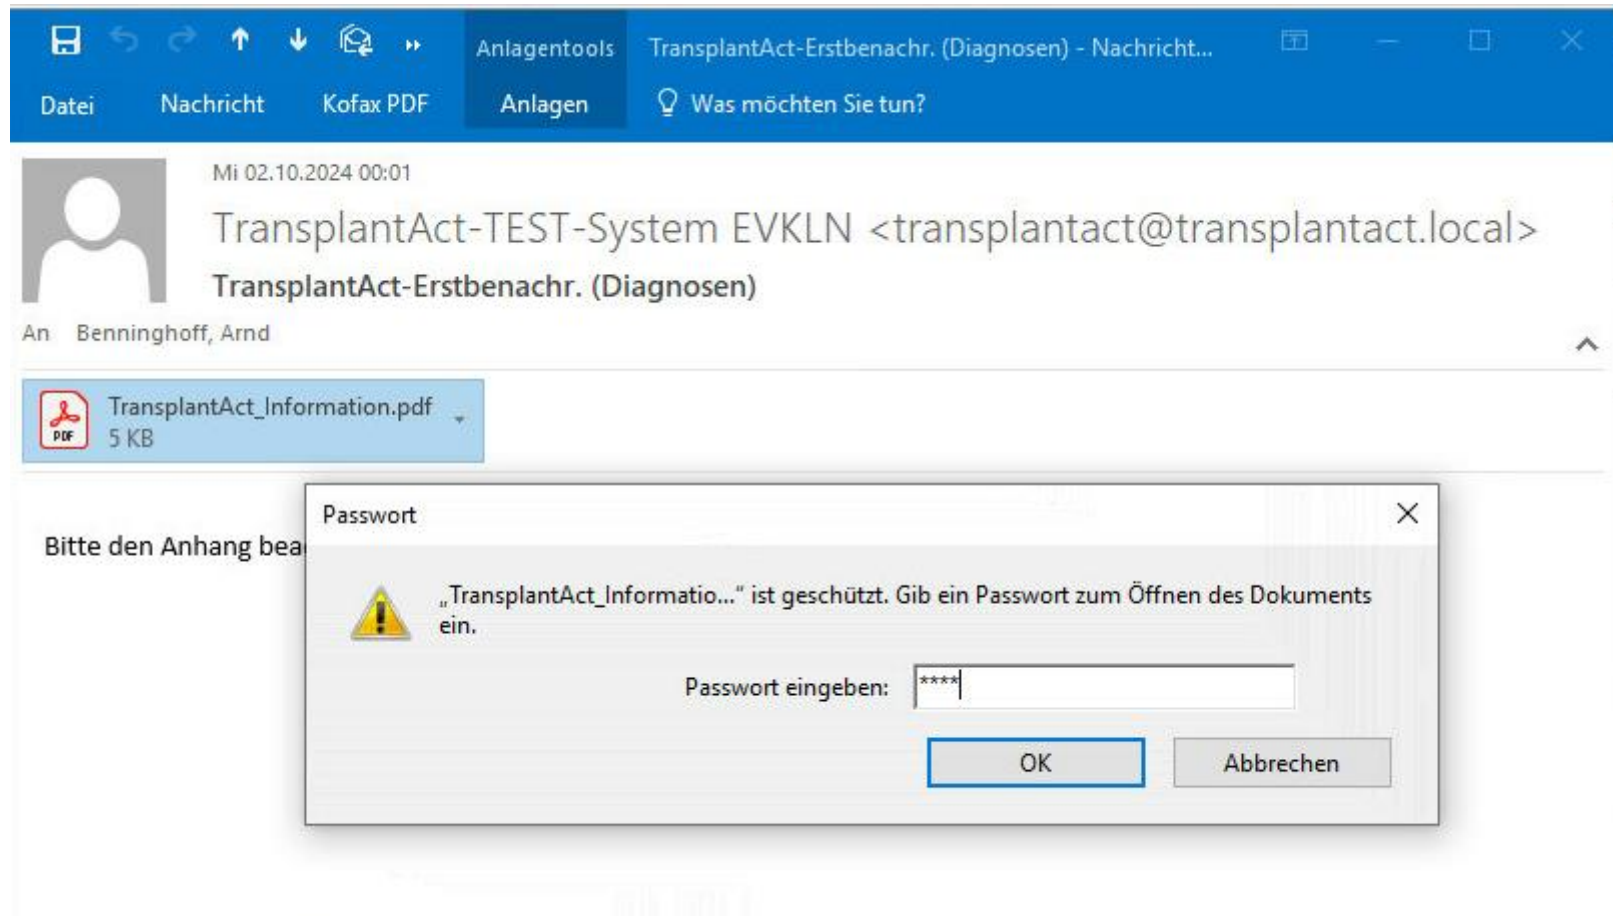 Anlagentools
TransplantAct-Erstbenachr. (Diagnosen) - Nachricht...
Datei Nachricht Kofax PDF Anlagen Was möchten Sie tun?
Mi 02.10.2024 00:01
TransplantAct-TEST-System EVKLN <transplantact@transplantact.local>
TransplantAct-Erstbenachr. (Diagnosen)
An Benninghoff, Arnd
PDF
TransplantAct_Information.pdf
5 KB
Bitte den Anhang bea
Passwort
„TransplantAct_Informatio...“ ist geschützt. Gib ein Passwort zum Öffnen des Dokuments
ein.
Passwort eingeben: ****
OK Abbrechen